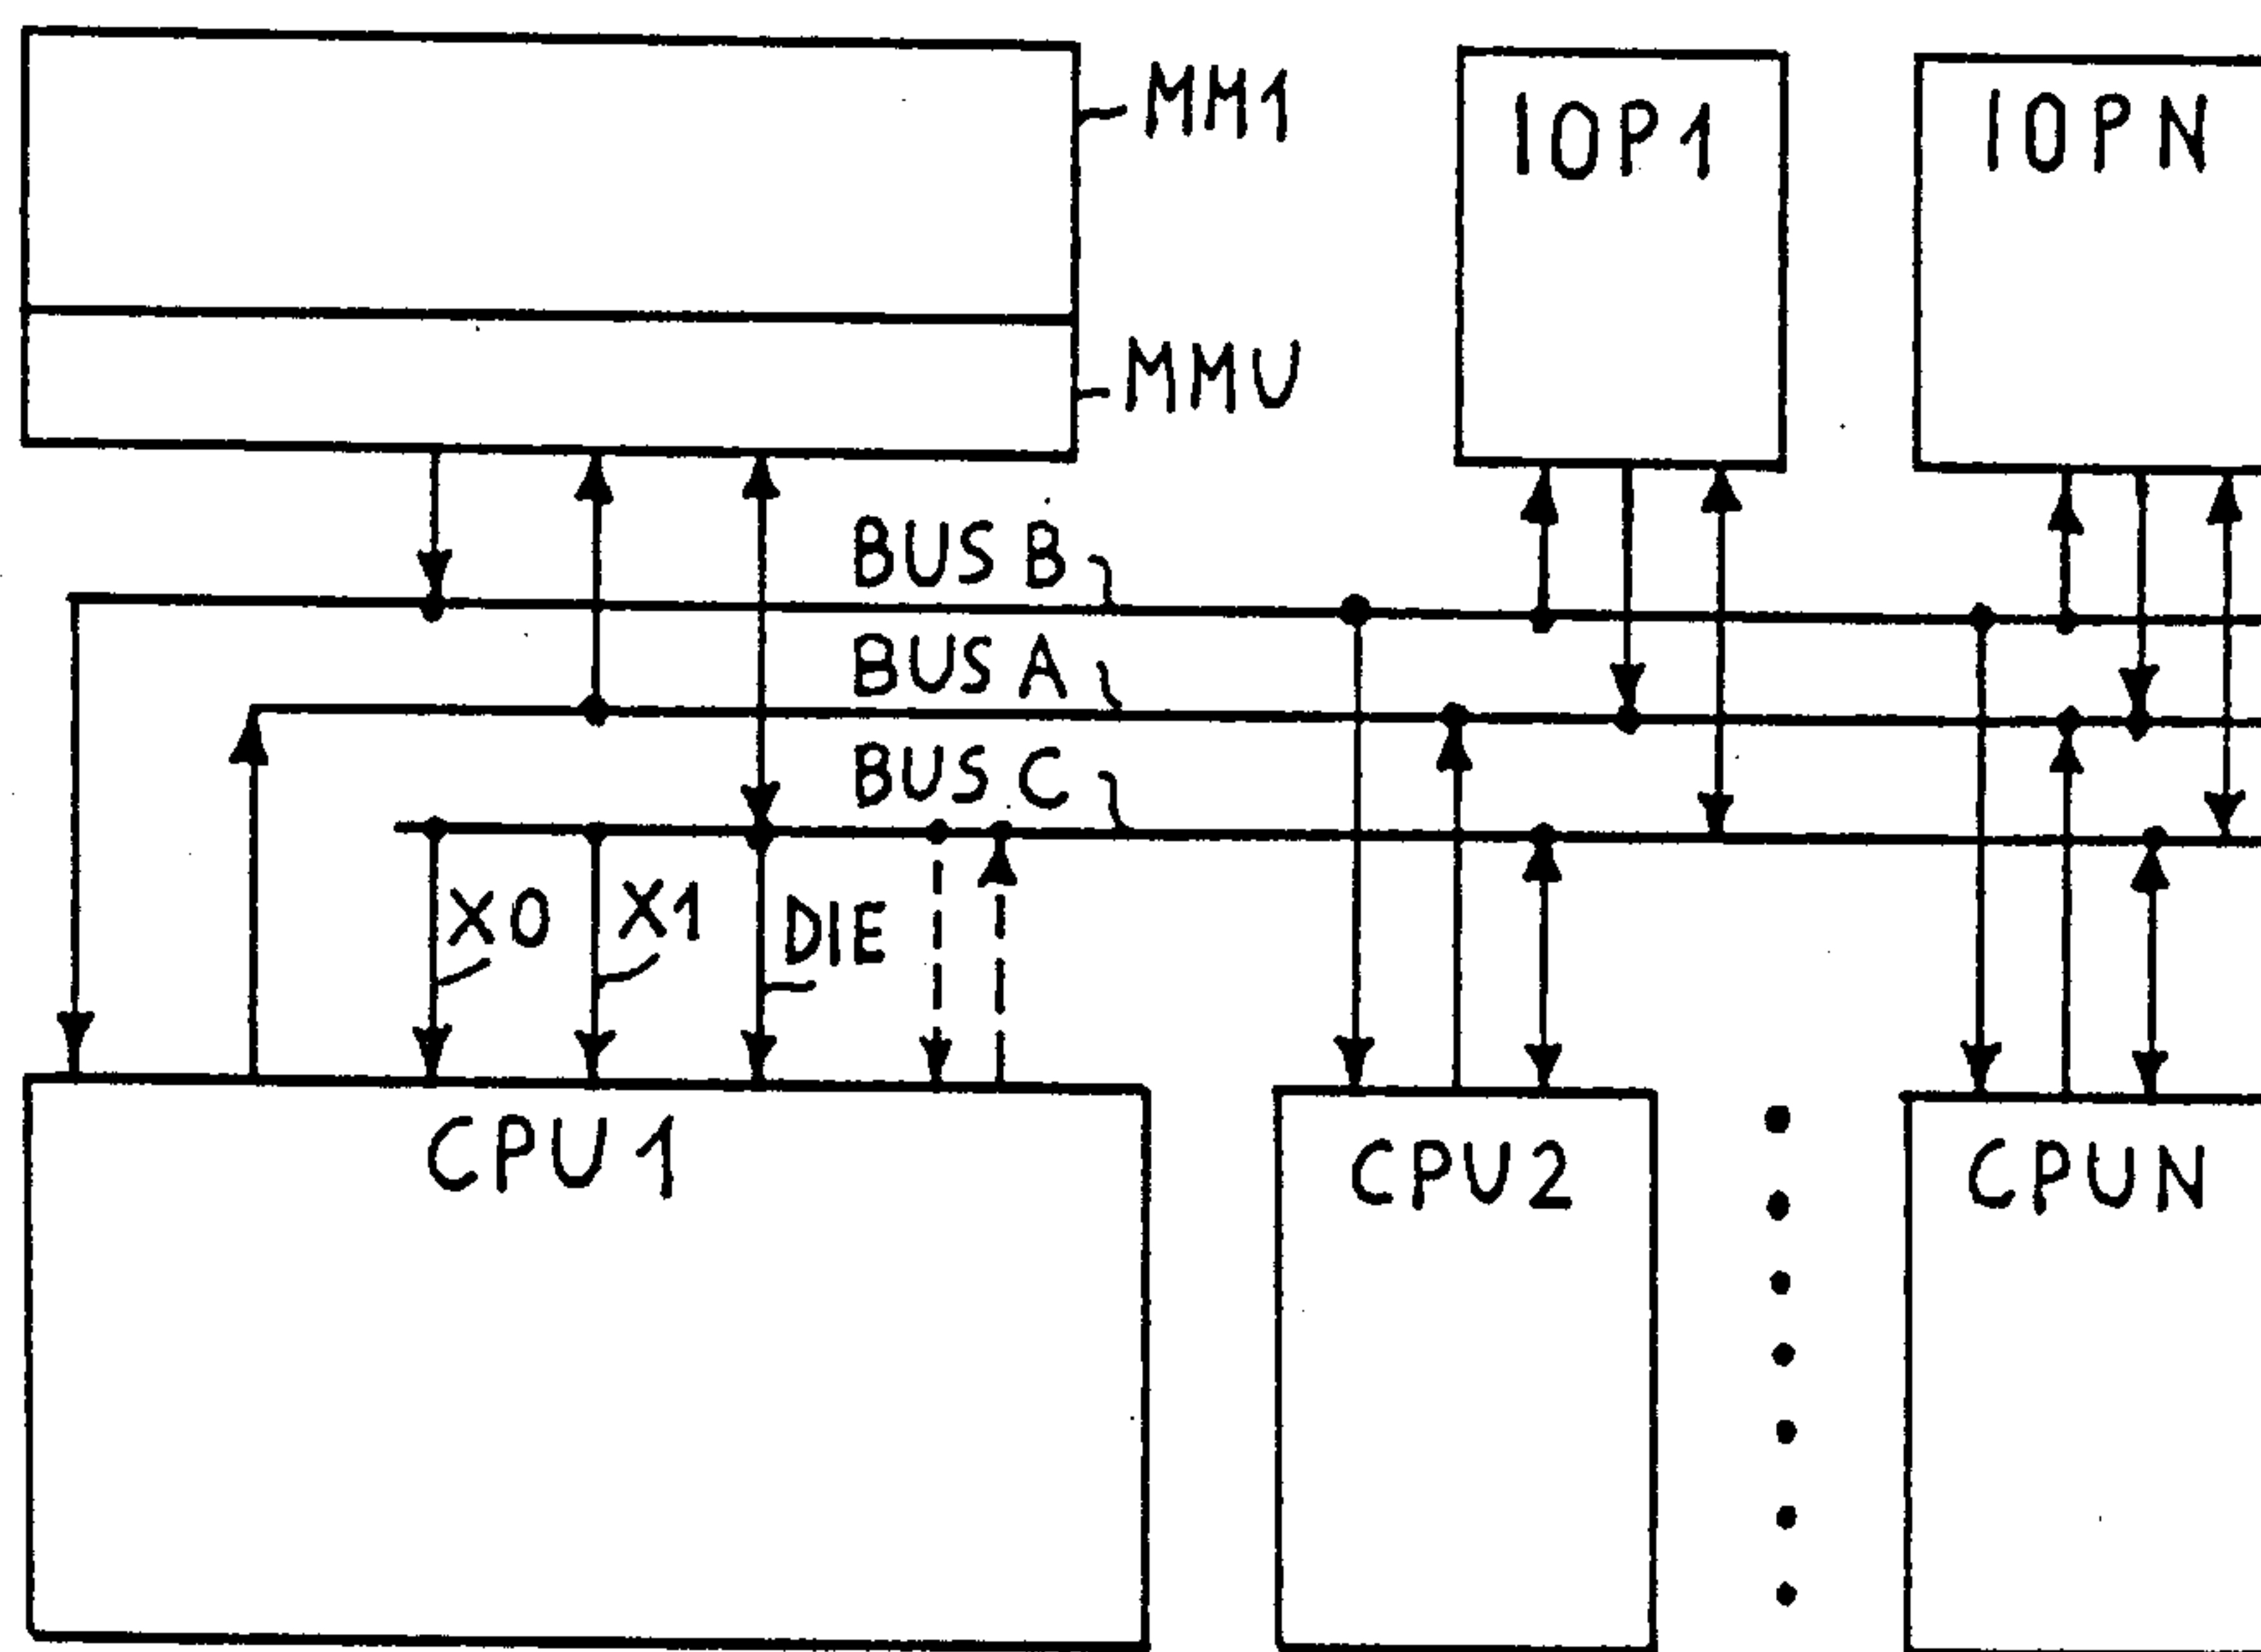 MM1
IOP1
IOPN
MMU
BUS B
BUS A
BUS C
X0
X1
DIE
CPU1
CPU2
CPUN